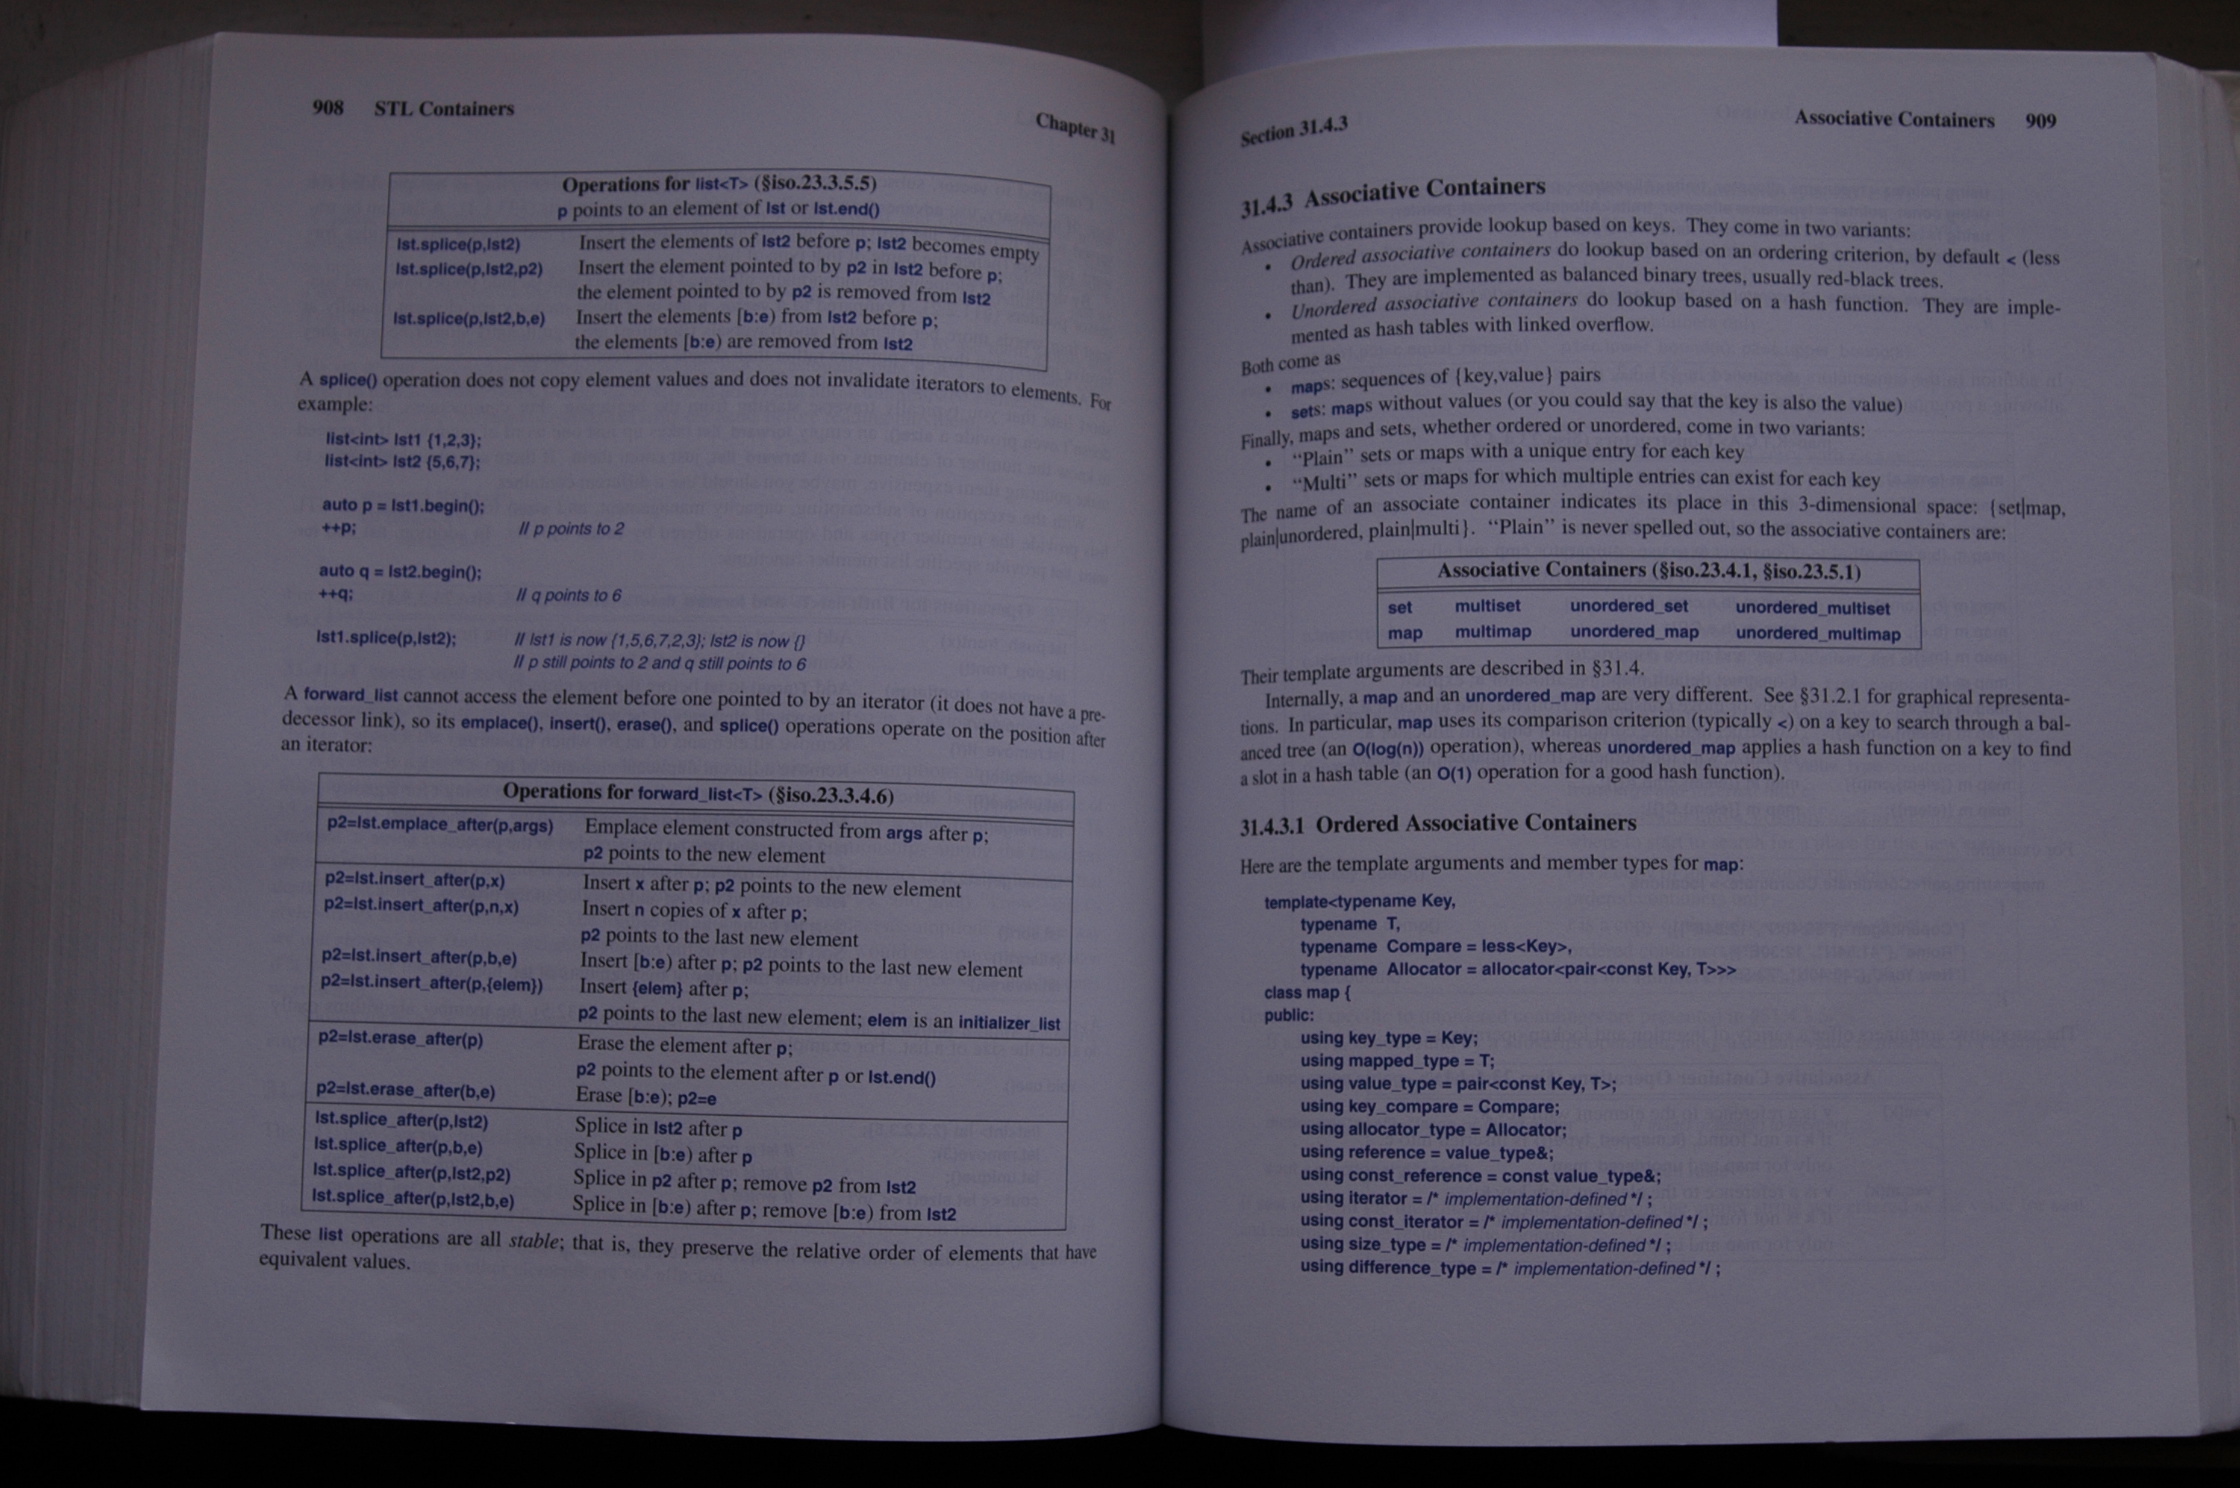 908 STL Containers Chapter 31
Operations for list<T> (§iso.23.3.5.5)
p points to an element of lst or lst.end()
lst.splice(p,lst2) Insert the elements of lst2 before p; lst2 becomes empty
lst.splice(p,lst2,p2) Insert the element pointed to by p2 in lst2 before p;
the element pointed to by p2 is removed from lst2
lst.splice(p,lst2,b,e) Insert the elements [b:e) from lst2 before p;
the elements [b:e) are removed from lst2
A splice() operation does not copy element values and does not invalidate iterators to elements. For
example:
list<int> lst1 {1,2,3};
list<int> lst2 {5,6,7};
auto p = lst1.begin();
++p; // p points to 2
auto q = lst2.begin();
++q; // q points to 6
lst1.splice(p,lst2); // lst1 is now {1,5,6,7,2,3}; lst2 is now {}
// p still points to 2 and q still points to 6
A forward_list cannot access the element before one pointed to by an iterator (it does not have a pre-
decessor link), so its emplace(), insert(), erase(), and splice() operations operate on the position after
an iterator:
Operations for forward_list<T> (§iso.23.3.4.6)
p2=lst.emplace_after(p,args) Emplace element constructed from args after p;
p2 points to the new element
p2=lst.insert_after(p,x) Insert x after p; p2 points to the new element
p2=lst.insert_after(p,n,x) Insert n copies of x after p;
p2 points to the last new element
p2=lst.insert_after(p,b,e) Insert [b:e) after p; p2 points to the last new element
p2=lst.insert_after(p,{elem}) Insert {elem} after p;
p2 points to the last new element; elem is an initializer_list
p2=lst.erase_after(p) Erase the element after p;
p2 points to the element after p or lst.end()
p2=lst.erase_after(b,e) Erase [b:e); p2=e
lst.splice_after(p,lst2) Splice in lst2 after p
lst.splice_after(p,b,e) Splice in [b:e) after p
lst.splice_after(p,lst2,p2) Splice in p2 after p; remove p2 from lst2
lst.splice_after(p,lst2,b,e) Splice in [b:e) after p; remove [b:e) from lst2
These list operations are all stable; that is, they preserve the relative order of elements that have
equivalent values.
Section 31.4.3 Associative Containers 909
31.4.3 Associative Containers
Associative containers provide lookup based on keys. They come in two variants:
• Ordered associative containers do lookup based on an ordering criterion, by default < (less
than). They are implemented as balanced binary trees, usually red-black trees.
• Unordered associative containers do lookup based on a hash function. They are imple-
mented as hash tables with linked overflow.
Both come as
• maps: sequences of {key,value} pairs
• sets: maps without values (or you could say that the key is also the value)
Finally, maps and sets, whether ordered or unordered, come in two variants:
• “Plain” sets or maps with a unique entry for each key
• “Multi” sets or maps for which multiple entries can exist for each key
The name of an associate container indicates its place in this 3-dimensional space: {set|map,
plain|unordered, plain|multi}. “Plain” is never spelled out, so the associative containers are:
Associative Containers (§iso.23.4.1, §iso.23.5.1)
set multiset unordered_set unordered_multiset
map multimap unordered_map unordered_multimap
Their template arguments are described in §31.4.
Internally, a map and an unordered_map are very different. See §31.2.1 for graphical representa-
tions. In particular, map uses its comparison criterion (typically <) on a key to search through a bal-
anced tree (an O(log(n)) operation), whereas unordered_map applies a hash function on a key to find
a slot in a hash table (an O(1) operation for a good hash function).
31.4.3.1 Ordered Associative Containers
Here are the template arguments and member types for map:
template<typename Key,
typename T,
typename Compare = less<Key>,
typename Allocator = allocator<pair<const Key, T>>>
class map {
public:
using key_type = Key;
using mapped_type = T;
using value_type = pair<const Key, T>;
using key_compare = Compare;
using allocator_type = Allocator;
using reference = value_type&;
using const_reference = const value_type&;
using iterator = /* implementation-defined */ ;
using const_iterator = /* implementation-defined */ ;
using size_type = /* implementation-defined */ ;
using difference_type = /* implementation-defined */ ;